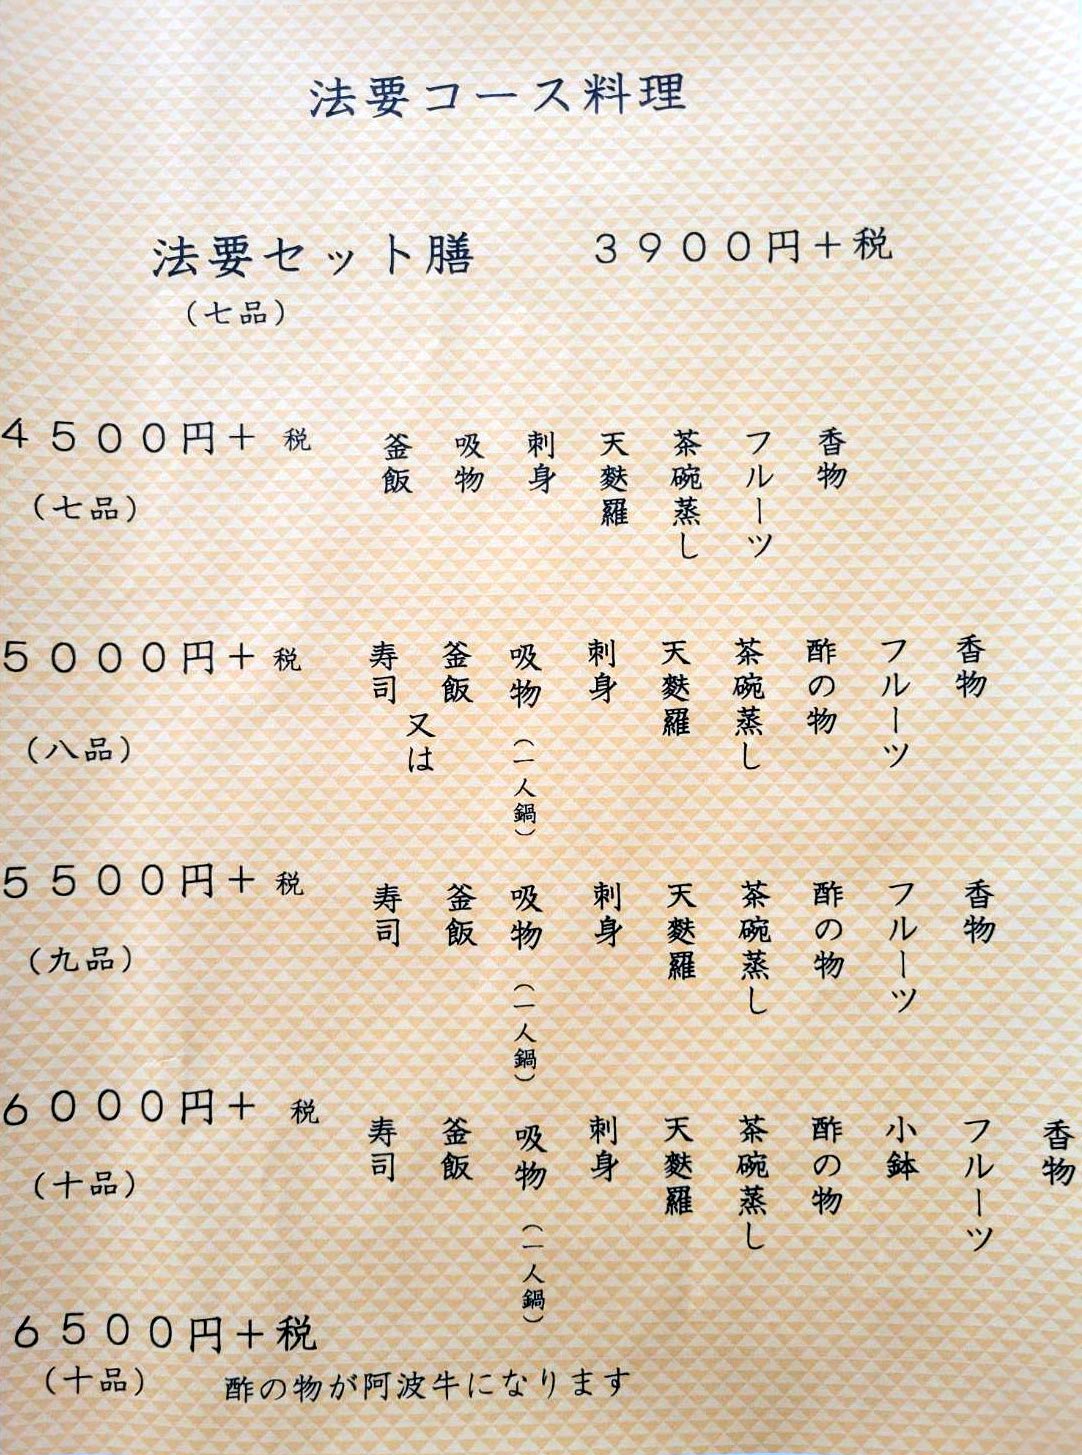 法要コース料理
法要セット膳 3900円＋税
（七品）
4500円＋税
（七品）
釜飯
吸物
刺身
天麩羅
茶碗蒸し
フルーツ
香物
5000円＋税
（八品）
寿司
又は
釜飯
吸物（一人鍋）
刺身
天麩羅
茶碗蒸し
酢の物
フルーツ
香物
5500円＋税
（九品）
寿司
釜飯
吸物（一人鍋）
刺身
天麩羅
茶碗蒸し
酢の物
フルーツ
香物
6000円＋税
（十品）
寿司
釜飯
吸物（一人鍋）
刺身
天麩羅
茶碗蒸し
酢の物
小鉢
フルーツ
香物
6500円＋税
（十品） 酢の物が阿波牛になります